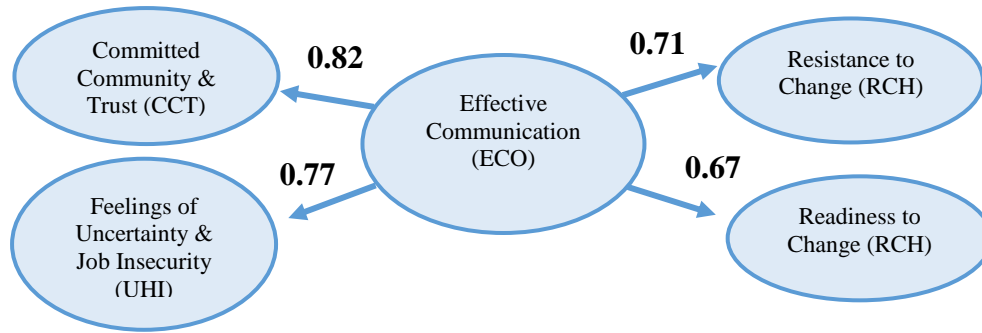 Committed
Community &
Trust (CCT)
0.82
Feelings of
Uncertainty &
Job Insecurity
(UHI)
0.77
Effective
Communication
(ECO)
0.71
Resistance to
Change (RCH)
0.67
Readiness to
Change (RCH)